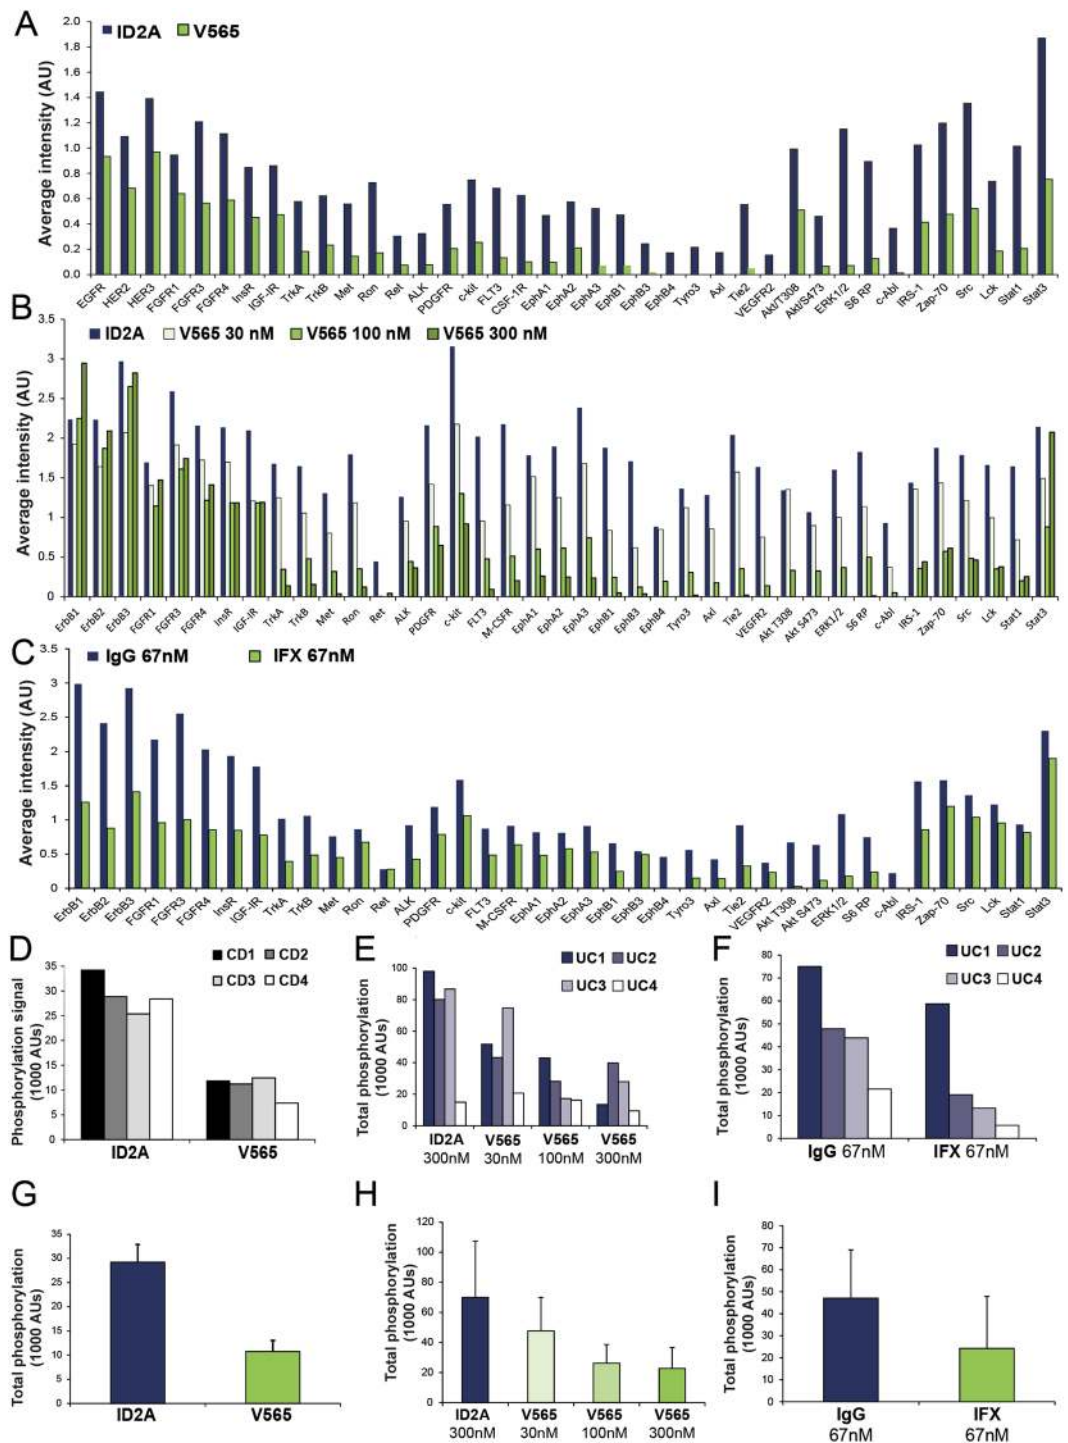 A
ID2A V565
Average intensity (AU)
2.0
1.8
1.6
1.4
1.2
1.0
0.8
0.6
0.4
0.2
0.0
EGFR HER2 HER3 FGFR1 FGFR3 FGFR4 InsR IGF-IR TrkA TrkB Met Ron Ret ALK PDGFR c-kit FLT3 CSF-1R EphA1 EphA2 EphA3 EphB1 EphB3 EphB4 Tyro3 Axl Tie2 VEGFR2 Akt/T308 Akt/S473 ERK1/2 S6 RP c-Abl IRS-1 Zap-70 Src Lck Stat1 Stat3
B
ID2A V565 30 nM V565 100 nM V565 300 nM
Average intensity (AU)
3.5
3
2.5
2
1.5
1
0.5
0
ErbB1 ErbB2 ErbB3 FGFR1 FGFR3 FGFR4 InsR IGF-IR TrkA TrkB Met Ron Ret ALK PDGFR c-kit FLT3 M-CSFR EphA1 EphA2 EphA3 EphB1 EphB3 EphB4 Tyro3 Axl Tie2 VEGFR2 Akt T308 Akt S473 ERK1/2 S6 RP c-Abl IRS-1 Zap-70 Src Lck Stat1 Stat3
C
IgG 67nM IFX 67nM
Average intensity (AU)
3.5
3
2.5
2
1.5
1
0.5
0
ErbB1 ErbB2 ErbB3 FGFR1 FGFR3 FGFR4 InsR IGF-IR TrkA TrkB Met Ron Ret ALK PDGFR c-kit FLT3 M-CSFR EphA1 EphA2 EphA3 EphB1 EphB3 EphB4 Tyro3 Axl Tie2 VEGFR2 Akt T308 Akt S473 ERK1/2 S6 RP c-Abl IRS-1 Zap-70 Src Lck Stat1 Stat3
D
CD1 CD2
CD3 CD4
Phosphorylation signal
(1000 AUs)
35
30
25
20
15
10
5
0
ID2A V565
E
UC1 UC2
UC3 UC4
Total phosphorylation
(1000 AUs)
100
80
60
40
20
0
ID2A V565 V565 V565
300nM 30nM 100nM 300nM
F
UC1 UC2
UC3 UC4
Total phosphorylation
(1000 AUs)
80
70
60
50
40
30
20
10
0
IgG 67nM IFX 67nM
G
Total phosphorylation
(1000 AUs)
35
30
25
20
15
10
5
0
ID2A V565
H
Total phosphorylation
(1000 AUs)
120
100
80
60
40
20
0
ID2A V565 V565 V565
300nM 30nM 100nM 300nM
I
Total phosphorylation
(1000 AUs)
80
70
60
50
40
30
20
10
0
IgG IFX
67nM 67nM